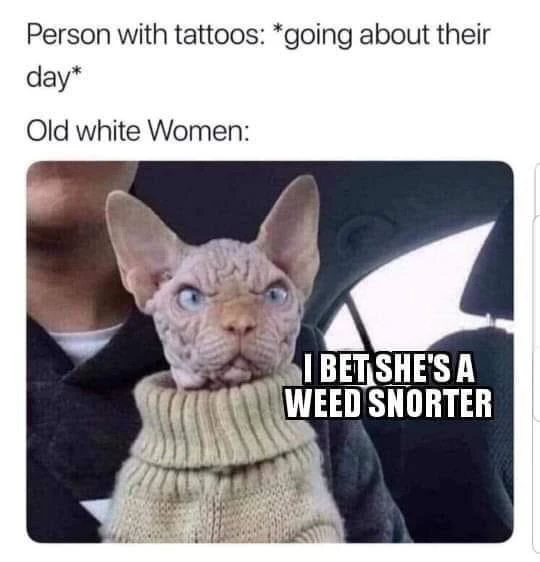 Person with tattoos: *going about their
day*
Old white Women:
I BET SHE'S A
WEED SNORTER